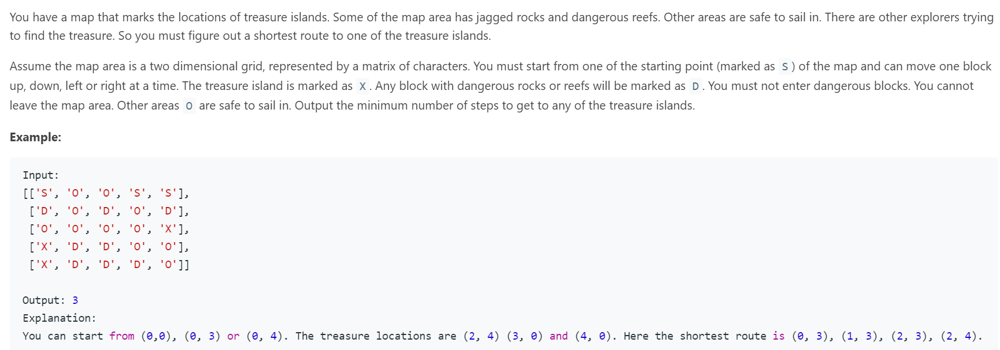 You have a map that marks the locations of treasure islands. Some of the map area has jagged rocks and dangerous reefs. Other areas are safe to sail in. There are other explorers trying
to find the treasure. So you must figure out a shortest route to one of the treasure islands.
Assume the map area is a two dimensional grid, represented by a matrix of characters. You must start from one of the starting point (marked as S) of the map and can move one block
up, down, left or right at a time. The treasure island is marked as X. Any block with dangerous rocks or reefs will be marked as D. You must not enter dangerous blocks. You cannot
leave the map area. Other areas O are safe to sail in. Output the minimum number of steps to get to any of the treasure islands.
Example:
Input:
[['S', 'O', 'O', 'S', 'S'],
 ['D', 'O', 'D', 'O', 'D'],
 ['O', 'O', 'O', 'O', 'X'],
 ['X', 'D', 'D', 'O', 'O'],
 ['X', 'D', 'D', 'D', 'O']]
Output: 3
Explanation:
You can start from (0,0), (0, 3) or (0, 4). The treasure locations are (2, 4) (3, 0) and (4, 0). Here the shortest route is (0, 3), (1, 3), (2, 3), (2, 4).